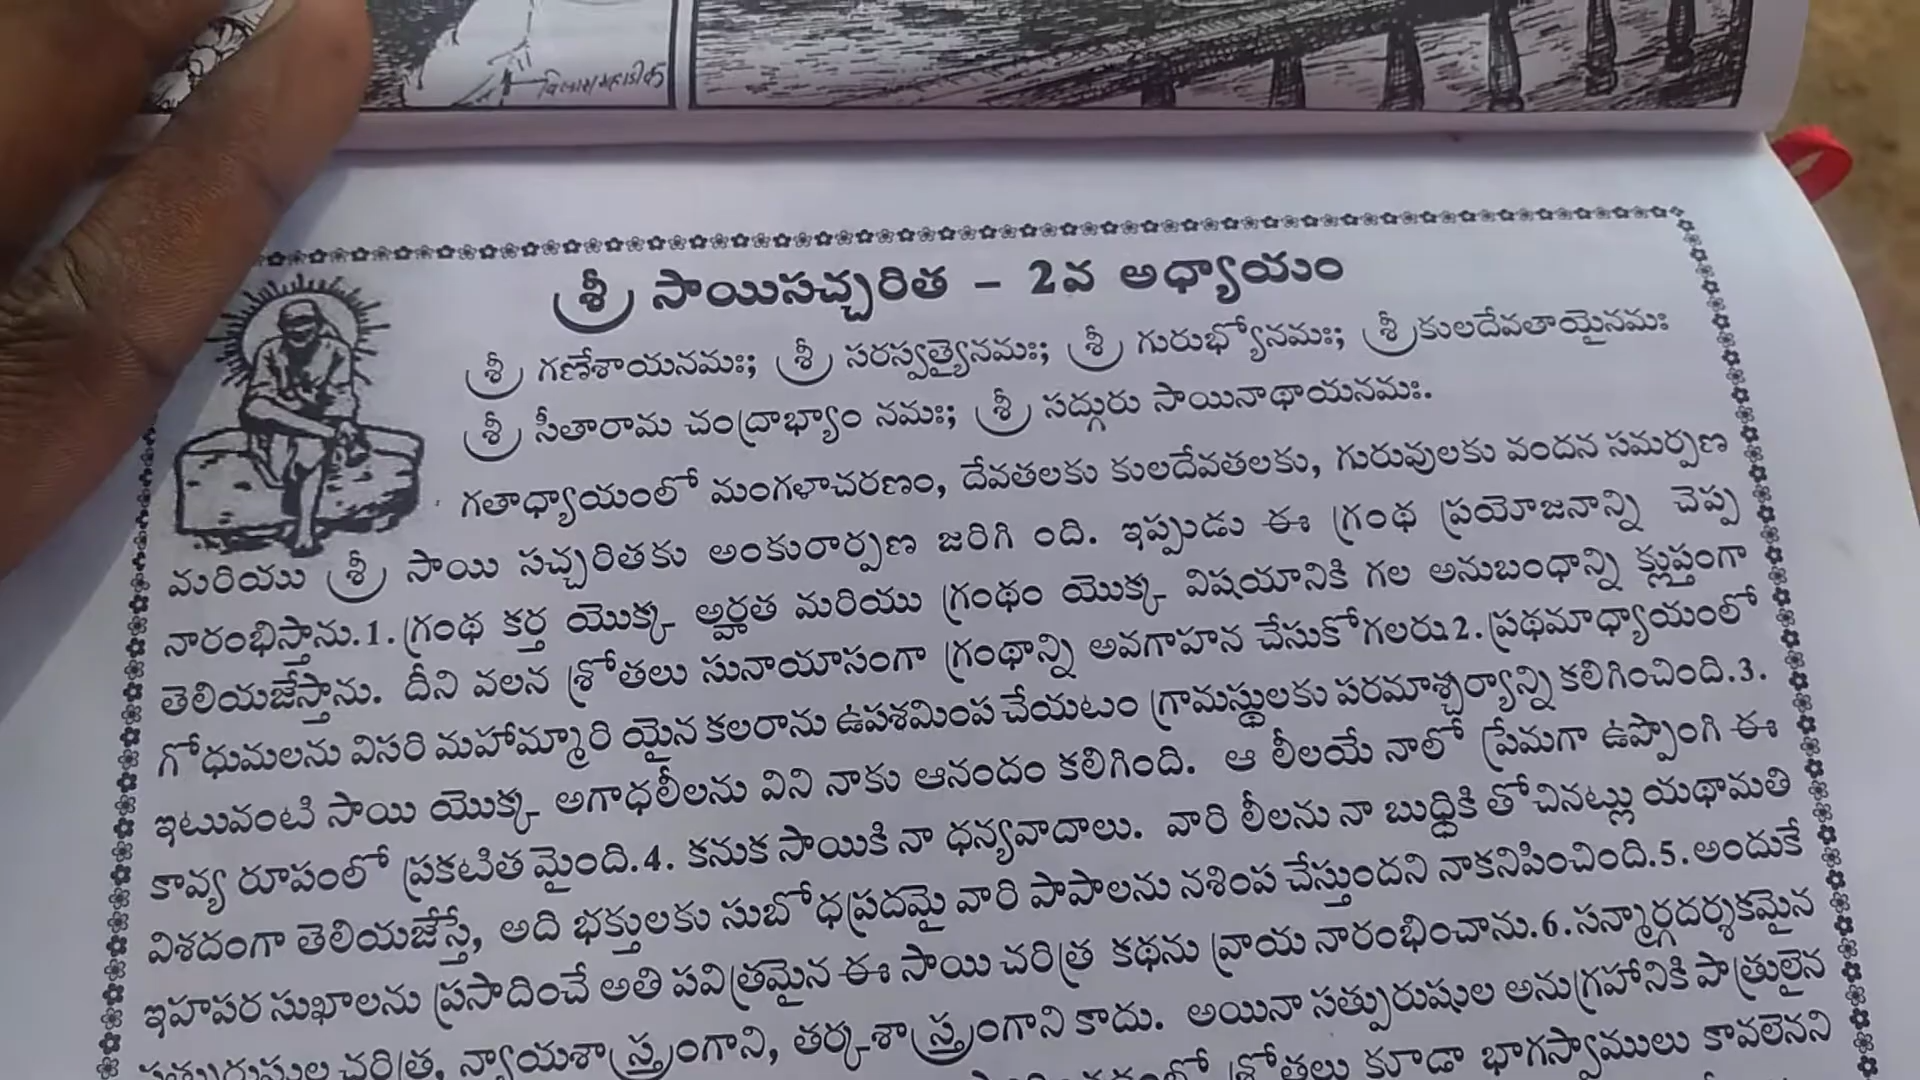 विलास महाडीक
శ్రీ సాయిసచ్చరిత – 2వ అధ్యాయం
శ్రీ గణేశాయనమః; శ్రీ సరస్వత్యైనమః; శ్రీ గురుభ్యోనమః; శ్రీకులదేవతాయైనమః
శ్రీ సీతారామ చంద్రాభ్యాం నమః; శ్రీ సద్గురు సాయినాథాయనమః.
గతాధ్యాయంలో మంగళాచరణం, దేవతలకు కులదేవతలకు, గురువులకు వందన సమర్పణ
మరియు శ్రీ సాయి సచ్చరితకు అంకురార్పణ జరిగి ంది. ఇప్పుడు ఈ గ్రంథ ప్రయోజనాన్ని చెప్ప
నారంభిస్తాను.1. గ్రంథ కర్త యొక్క అర్హత మరియు గ్రంథం యొక్క విషయానికి గల అనుబంధాన్ని క్లుప్తంగా
తెలియజేస్తాను. దీని వలన శ్రోతలు సునాయాసంగా గ్రంథాన్ని అవగాహన చేసుకోగలరు2. ప్రథమాధ్యాయంలో
గోధుమలను విసరి మహామ్మారి యైన కలరాను ఉపశమింప చేయటం గ్రామస్థులకు పరమాశ్చర్యాన్ని కలిగించింది.3.
ఇటువంటి సాయి యొక్క అగాధలీలను విని నాకు ఆనందం కలిగింది. ఆ లీలయే నాలో ప్రేమగా ఉప్పొంగి ఈ
కావ్య రూపంలో ప్రకటిత మైంది.4. కనుక సాయికి నా ధన్యవాదాలు. వారి లీలను నా బుద్ధికి తోచినట్లు యథామతి
విశదంగా తెలియజేస్తే, అది భక్తులకు సుబోధప్రదమై వారి పాపాలను నశింప చేస్తుందని నాకనిపించింది.5. అందుకే
ఇహపర సుఖాలను ప్రసాదించే అతి పవిత్రమైన ఈ సాయి చరిత్ర కథను వ్రాయ నారంభించాను.6. సన్మార్గదర్శకమైన
సత్పురుషుల చరిత్ర, న్యాయశాస్త్రంగాని, తర్కశాస్త్రంగాని కాదు. అయినా సత్పురుషుల అనుగ్రహానికి పాత్రులైన
శ్రోతలు కూడా భాగస్వాములు కావలెనని